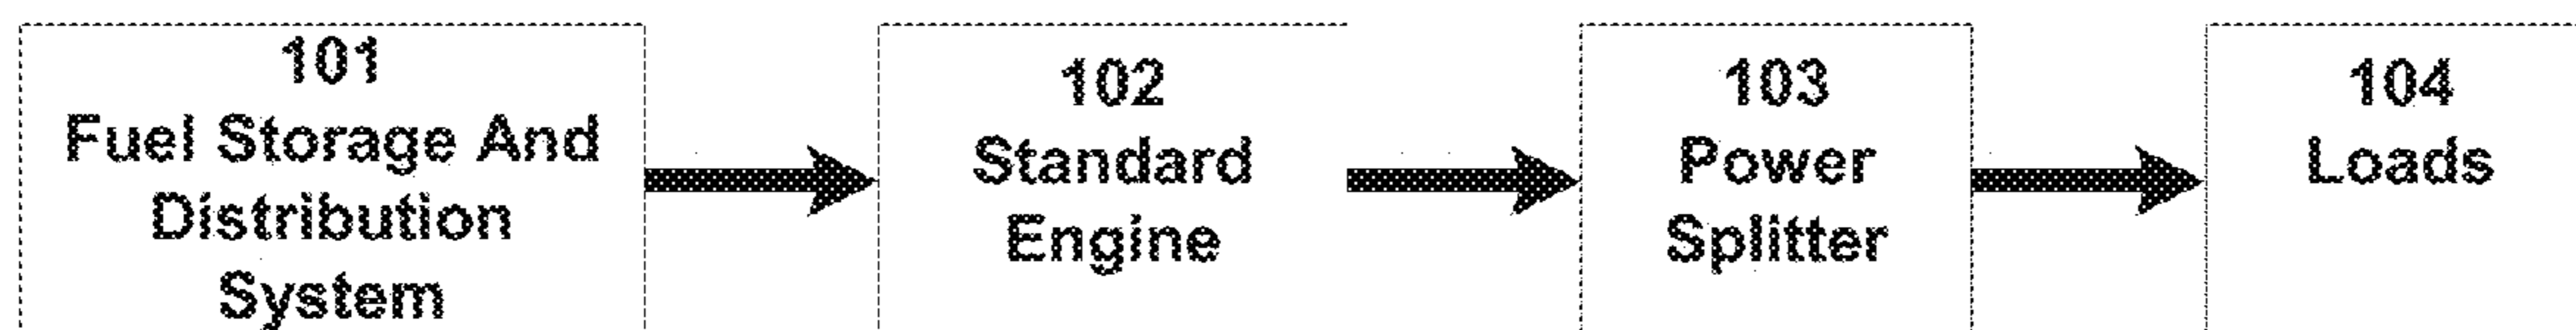 101
Fuel Storage And
Distribution
System
102
Standard
Engine
103
Power
Splitter
104
Loads